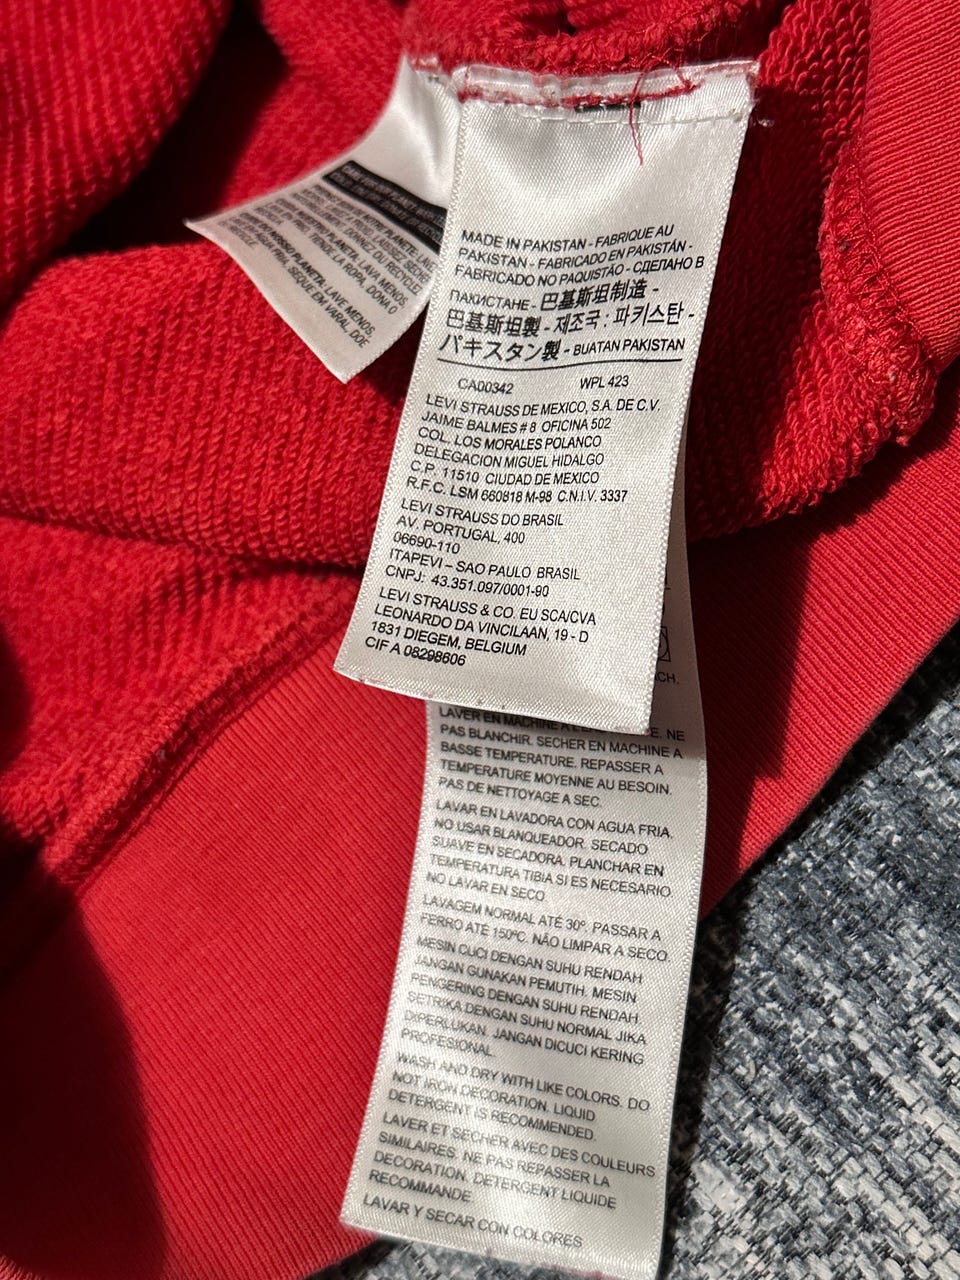 MADE IN PAKISTAN - FABRIQUE AU
PAKISTAN - FABRICADO EN PAKISTÁN -
FABRICADO NO PAQUISTÃO - СДЕЛАНО В
ПАКИСТАНЕ - 巴基斯坦制造 -
巴基斯坦製 - 제조국 : 파키스탄 -
パキスタン製 - BUATAN PAKISTAN
CA00342 WPL 423
LEVI STRAUSS DE MEXICO, S.A. DE C.V.
JAIME BALMES # 8 OFICINA 502
COL. LOS MORALES POLANCO
DELEGACION MIGUEL HIDALGO
C.P. 11510 CIUDAD DE MEXICO
R.F.C. LSM 660818 M-98 C.N.I.V. 3337
LEVI STRAUSS DO BRASIL
AV. PORTUGAL, 400
06690-110
ITAPEVI – SAO PAULO BRASIL
CNPJ: 43.351.097/0001-90
LEVI STRAUSS & CO. EU SCA/CVA
LEONARDO DA VINCILAAN, 19 - D
1831 DIEGEM, BELGIUM
CIF A 08298606
CH.
LAVER EN MACHINE A NE
PAS BLANCHIR. SECHER EN MACHINE A
BASSE TEMPERATURE. REPASSER A
TEMPERATURE MOYENNE AU BESOIN.
PAS DE NETTOYAGE A SEC.
LAVAR EN LAVADORA CON AGUA FRIA.
NO USAR BLANQUEADOR. SECADO
SUAVE EN SECADORA. PLANCHAR EN
TEMPERATURA TIBIA SI ES NECESARIO.
NO LAVAR EN SECO.
LAVAGEM NORMAL ATÉ 30º. PASSAR A
FERRO ATÉ 150ºC. NÃO LIMPAR A SECO.
MESIN CUCI DENGAN SUHU RENDAH.
JANGAN GUNAKAN PEMUTIH. MESIN
PENGERING DENGAN SUHU RENDAH.
SETRIKA DENGAN SUHU NORMAL JIKA
DIPERLUKAN. JANGAN DICUCI KERING
PROFESIONAL.
WASH AND DRY WITH LIKE COLORS. DO
NOT IRON DECORATION. LIQUID
DETERGENT IS RECOMMENDED.
LAVER ET SECHER AVEC DES COULEURS
SIMILAIRES. NE PAS REPASSER LA
DECORATION. DETERGENT LIQUIDE
RECOMMANDE.
LAVAR Y SECAR CON COLORES